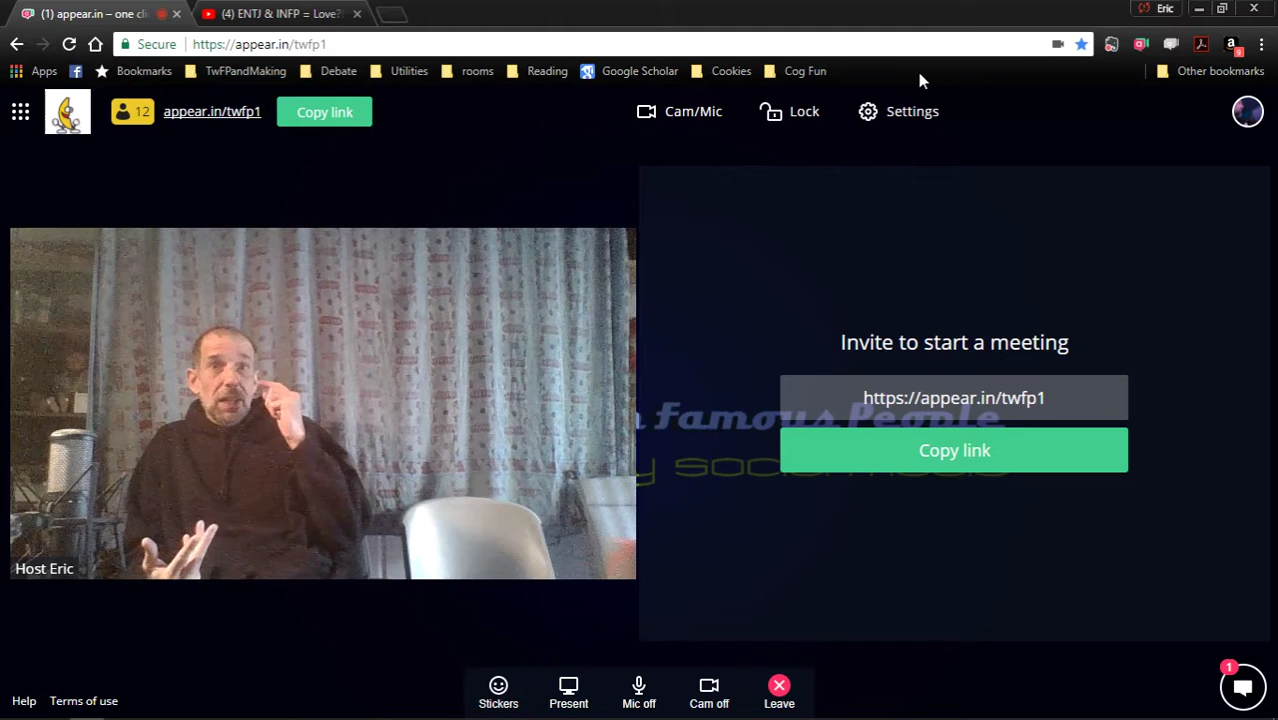 (1) appear.in – one cli
(4) ENTJ & INFP = Love?!
Eric
Secure
https://appear.in/twfp1
9
Apps
Bookmarks
TwFPandMaking
Debate
Utilities
rooms
Reading
Google Scholar
Cookies
Cog Fun
Other bookmarks
12
appear.in/twfp1
Copy link
Cam/Mic
Lock
Settings
Invite to start a meeting
https://appear.in/twfp1
n Famous People
Copy link
Host Eric
Help
Terms of use
Stickers
Present
Mic off
Cam off
Leave
1